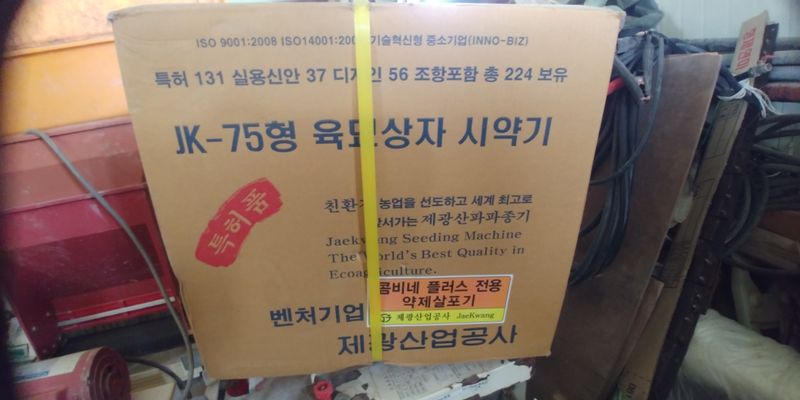 ISO 9001:2008 ISO14001:20 기술혁신형 중소기업(INNO-BIZ)
특허 131 실용신안 37 디자인 56 조항포함 총 224 보유
JK-75형 육묘상자 시약기
특허품
친환 농업을 선도하고 세계 최고로
앞서가는 제광산파파종기
Jaekwang Seeding Machine
The World's Best Quality in
Ecoagriculture.
콤비네 플러스 전용
약제살포기
제광산업공사 JaeKwang
벤처기업
제광산업공사